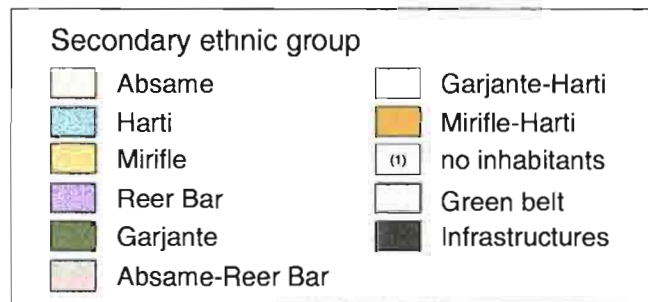 Secondary ethnic group
Absame
Harti
Mirifle
Reer Bar
Garjante
Absame-Reer Bar
Garjante-Harti
Mirifle-Harti
(1) no inhabitants
Green belt
Infrastructures